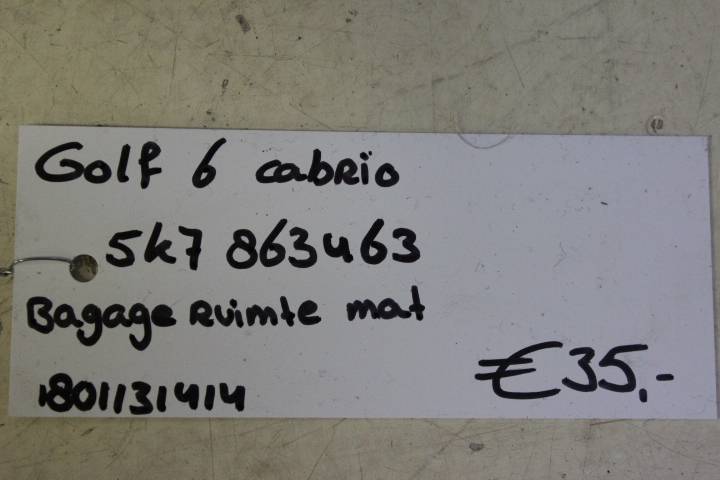 Golf 6 cabrio
5k7 863463
Bagage Ruimte mat
1801131414
€35,-